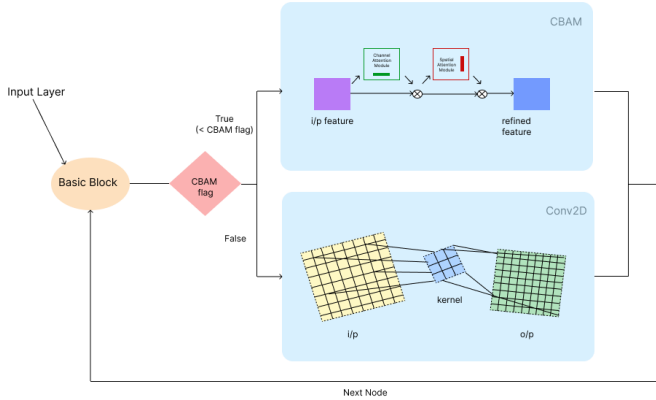 CBAM
Channel
Attention
Module
Spatial
Attention
Module
Input Layer
True
(< CBAM flag)
i/p feature
refined
feature
Basic Block
CBAM
flag
Conv2D
False
kernel
i/p
o/p
Next Node